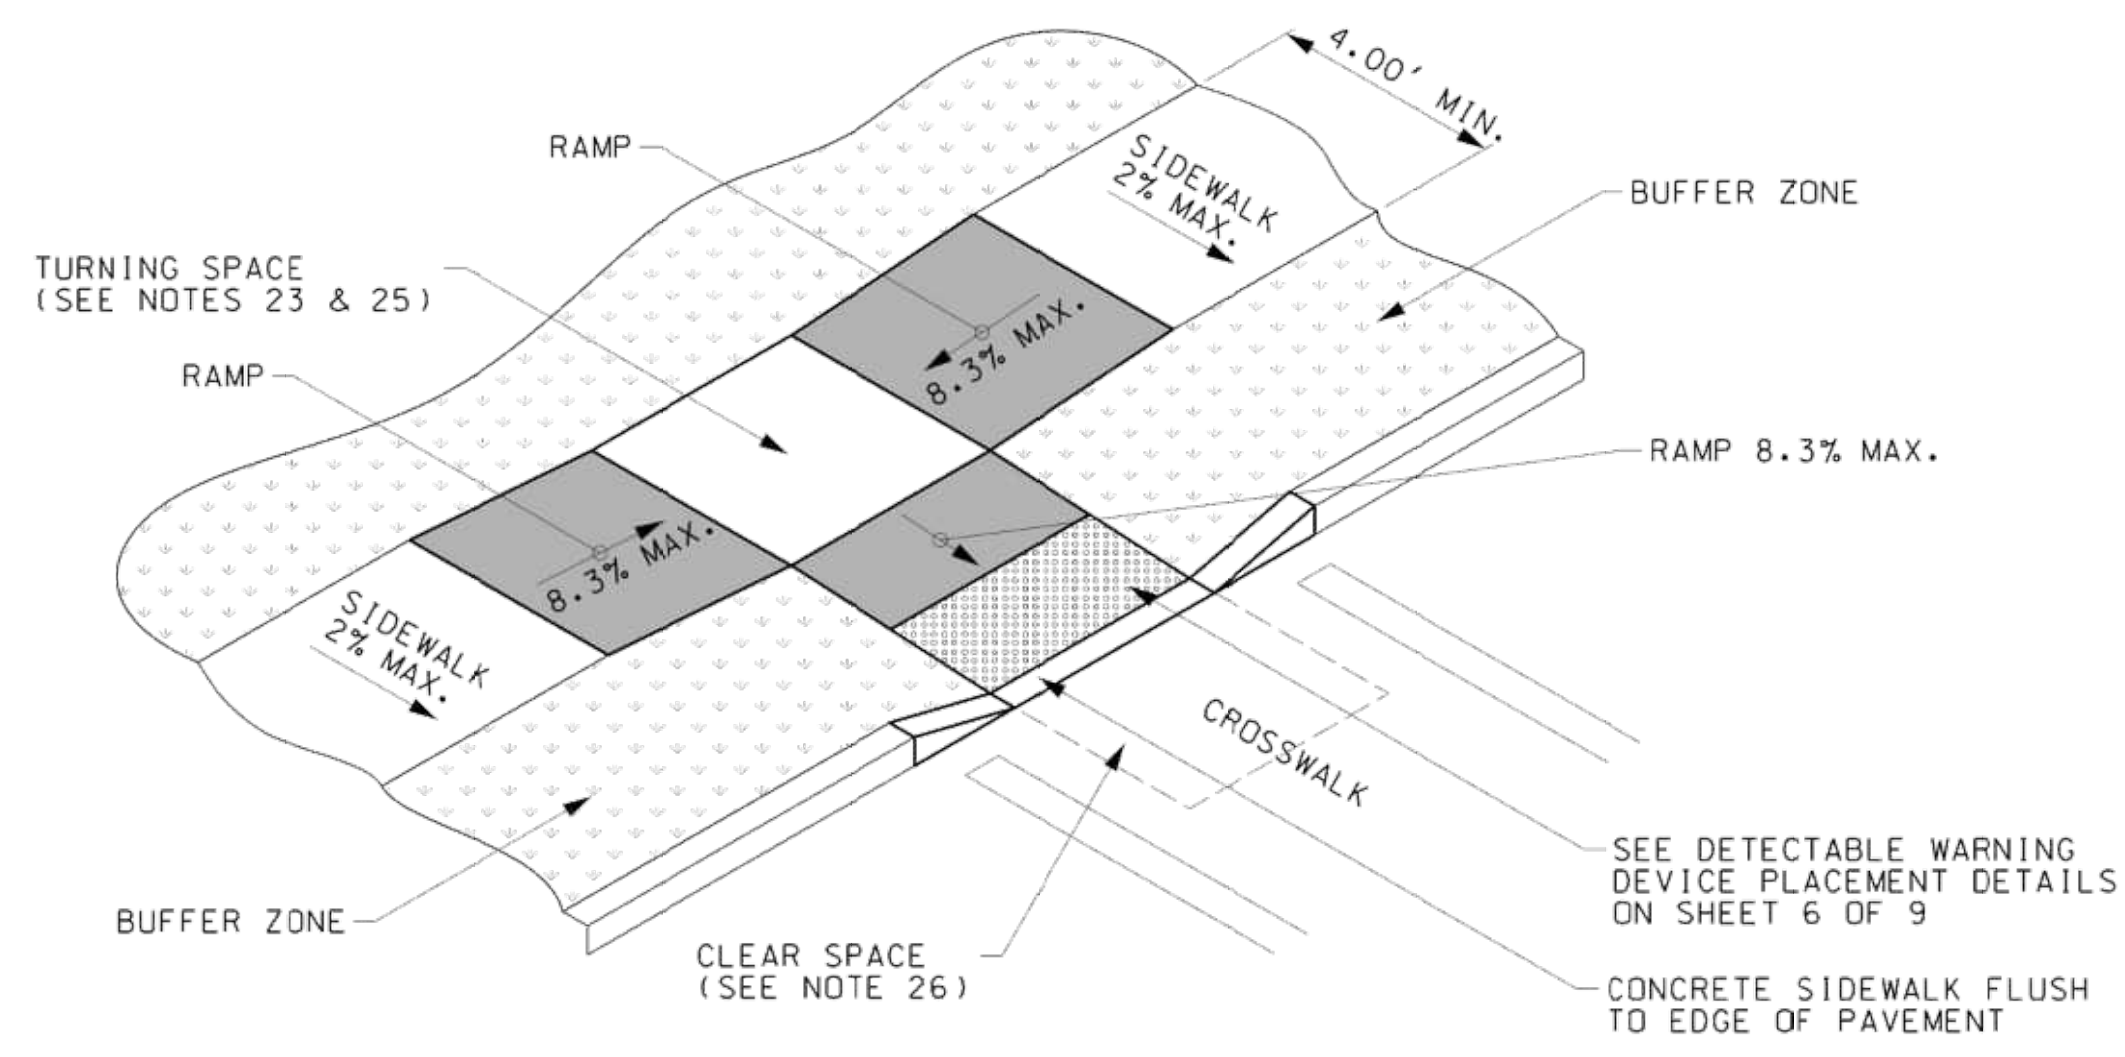 4.00' MIN.
RAMP
SIDEWALK
2% MAX.
BUFFER ZONE
TURNING SPACE
(SEE NOTES 23 & 25)
8.3% MAX.
RAMP
RAMP 8.3% MAX.
8.3% MAX.
SIDEWALK
2% MAX.
CROSSWALK
BUFFER ZONE
CLEAR SPACE
(SEE NOTE 26)
SEE DETECTABLE WARNING
DEVICE PLACEMENT DETAILS
ON SHEET 6 OF 9
CONCRETE SIDEWALK FLUSH
TO EDGE OF PAVEMENT